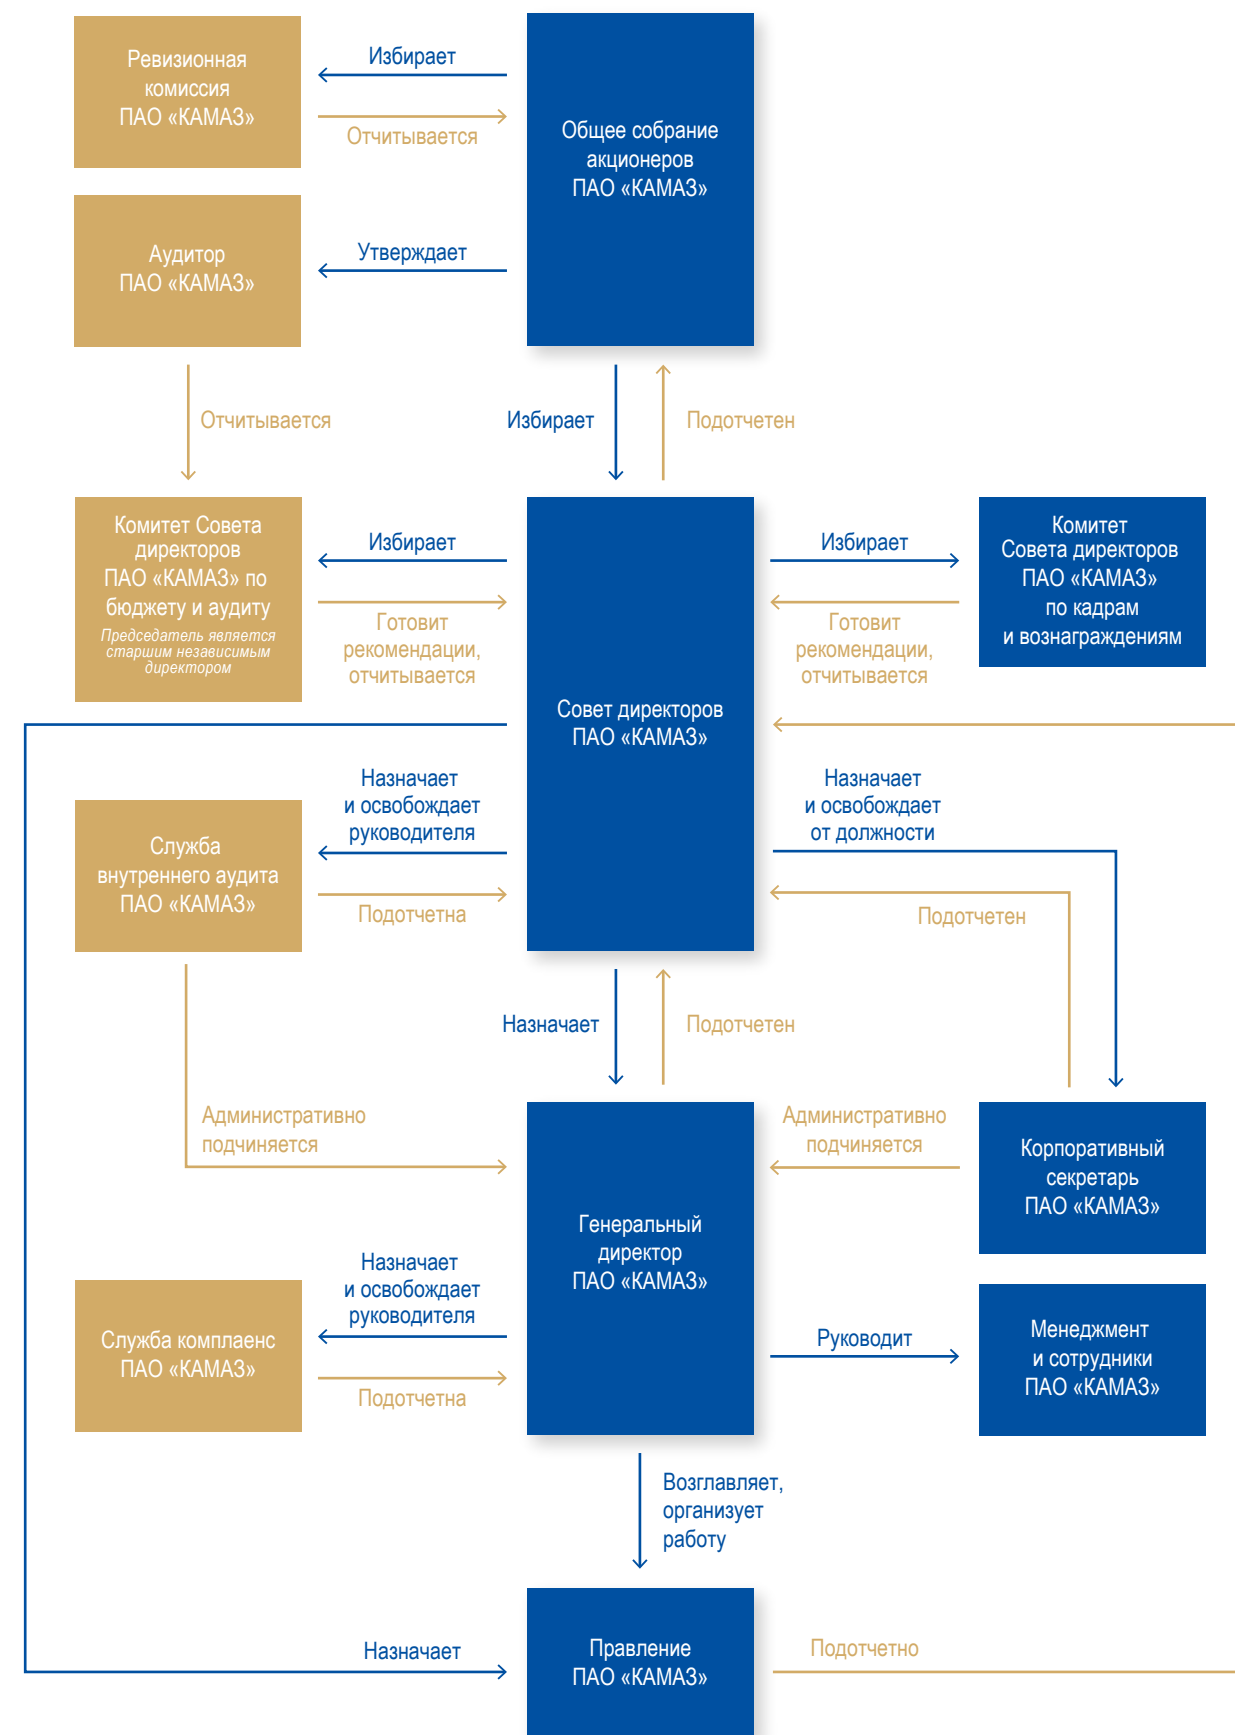 Ревизионная
комиссия
ПАО «КАМАЗ»
Избирает
Отчитывается
Общее собрание
акционеров
ПАО «КАМАЗ»
Аудитор
ПАО «КАМАЗ»
Утверждает
Отчитывается
Избирает
Подотчетен
Комитет Совета
директоров
ПАО «КАМАЗ» по
бюджету и аудиту
Председатель является
старшим независимым
директором
Избирает
Готовит
рекомендации,
отчитывается
Совет директоров
ПАО «КАМАЗ»
Избирает
Готовит
рекомендации,
отчитывается
Комитет
Совета директоров
ПАО «КАМАЗ»
по кадрам
и вознаграждениям
Назначает
и освобождает
руководителя
Подотчетна
Служба
внутреннего аудита
ПАО «КАМАЗ»
Назначает
и освобождает
от должности
Подотчетен
Назначает
Подотчетен
Административно
подчиняется
Генеральный
директор
ПАО «КАМАЗ»
Административно
подчиняется
Корпоративный
секретарь
ПАО «КАМАЗ»
Назначает
и освобождает
руководителя
Подотчетна
Служба комплаенс
ПАО «КАМАЗ»
Руководит
Менеджмент
и сотрудники
ПАО «КАМАЗ»
Возглавляет,
организует
работу
Назначает
Правление
ПАО «КАМАЗ»
Подотчетно